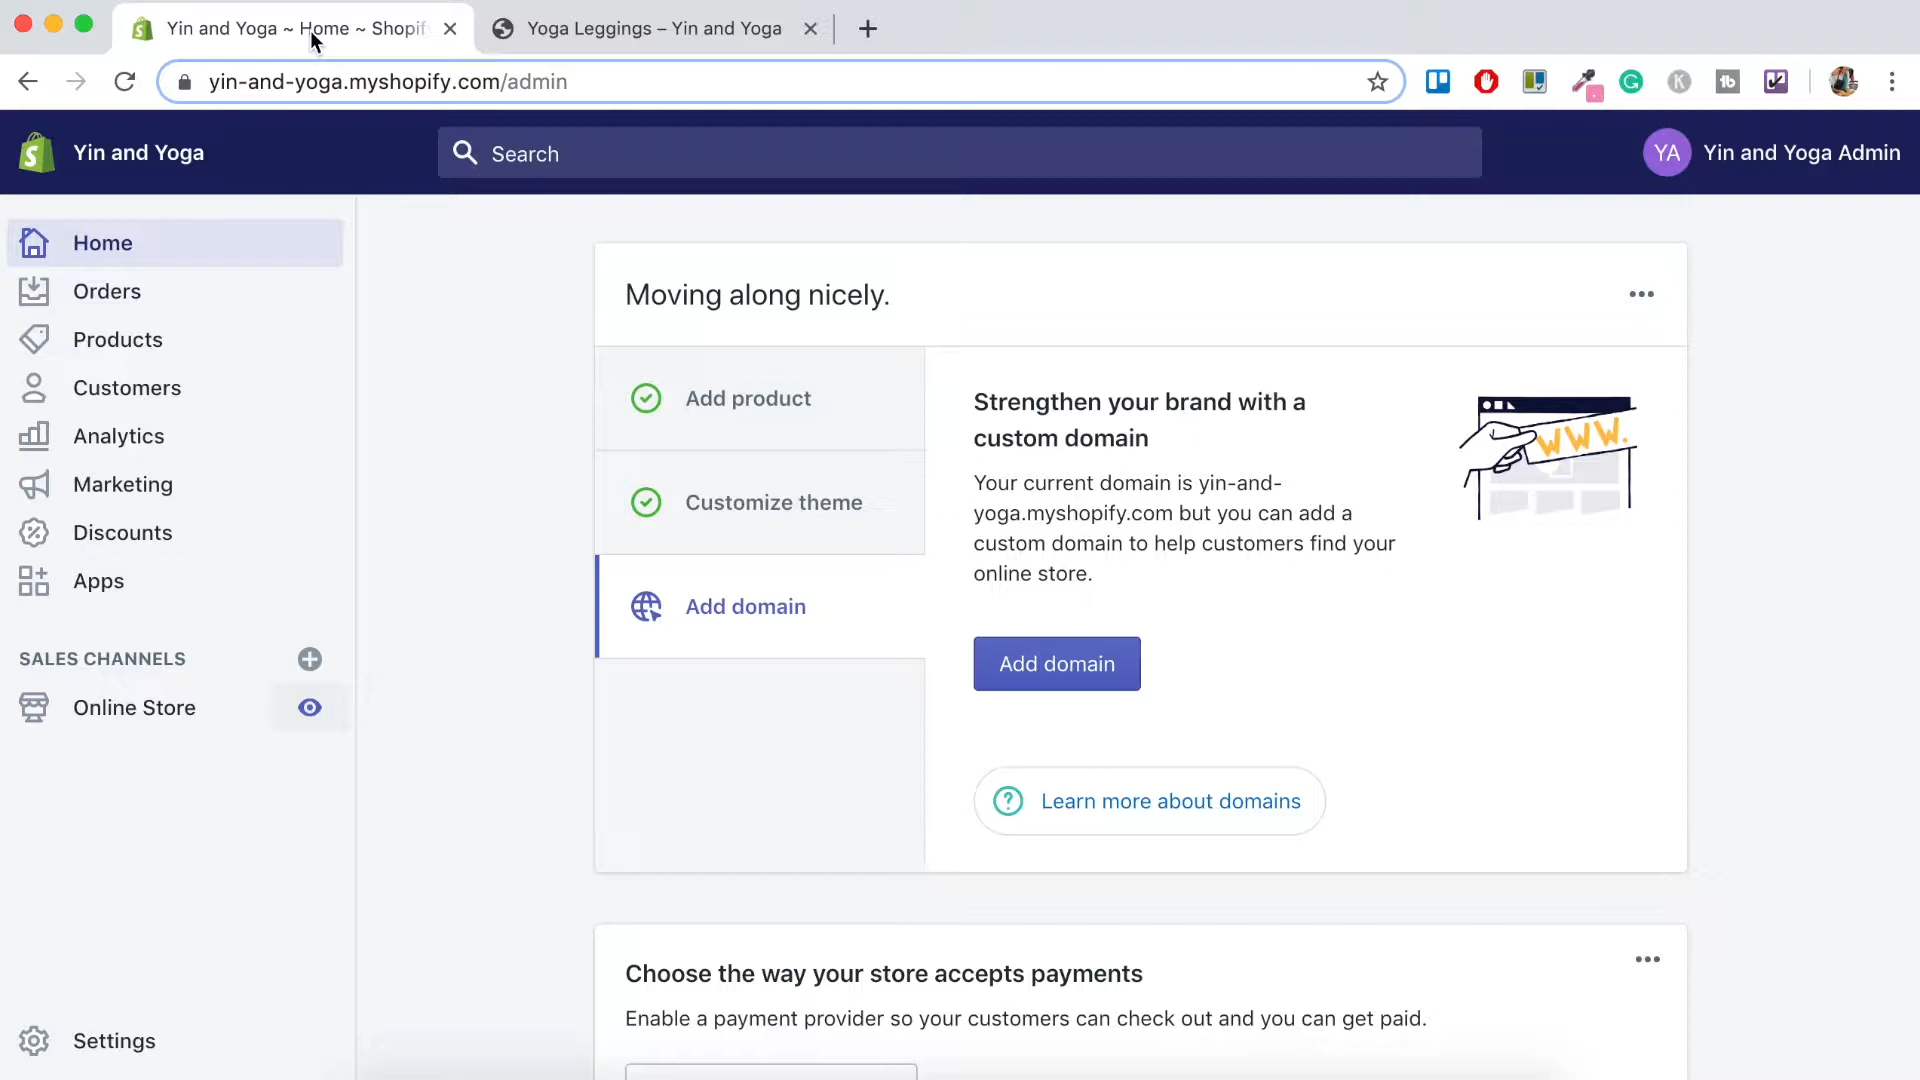 Yin and Yoga ~ Home ~ Shopif
Yoga Leggings – Yin and Yoga
yin-and-yoga.myshopify.com/admin
Yin and Yoga
Search
YA
Yin and Yoga Admin
Home
Orders
Products
Customers
Analytics
Marketing
Discounts
Apps
SALES CHANNELS
Online Store
Settings
Moving along nicely.
Add product
Customize theme
Add domain
Strengthen your brand with a
custom domain
Your current domain is yin-and-
yoga.myshopify.com but you can add a
custom domain to help customers find your
online store.
WWW.
Add domain
Learn more about domains
Choose the way your store accepts payments
Enable a payment provider so your customers can check out and you can get paid.